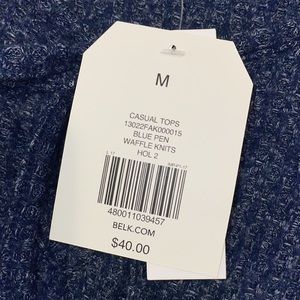 M
CASUAL TOPS
13022FAK000015
BLUE PEN
WAFFLE KNITS
HOL 2
480011039457
BELK.COM
$40.00